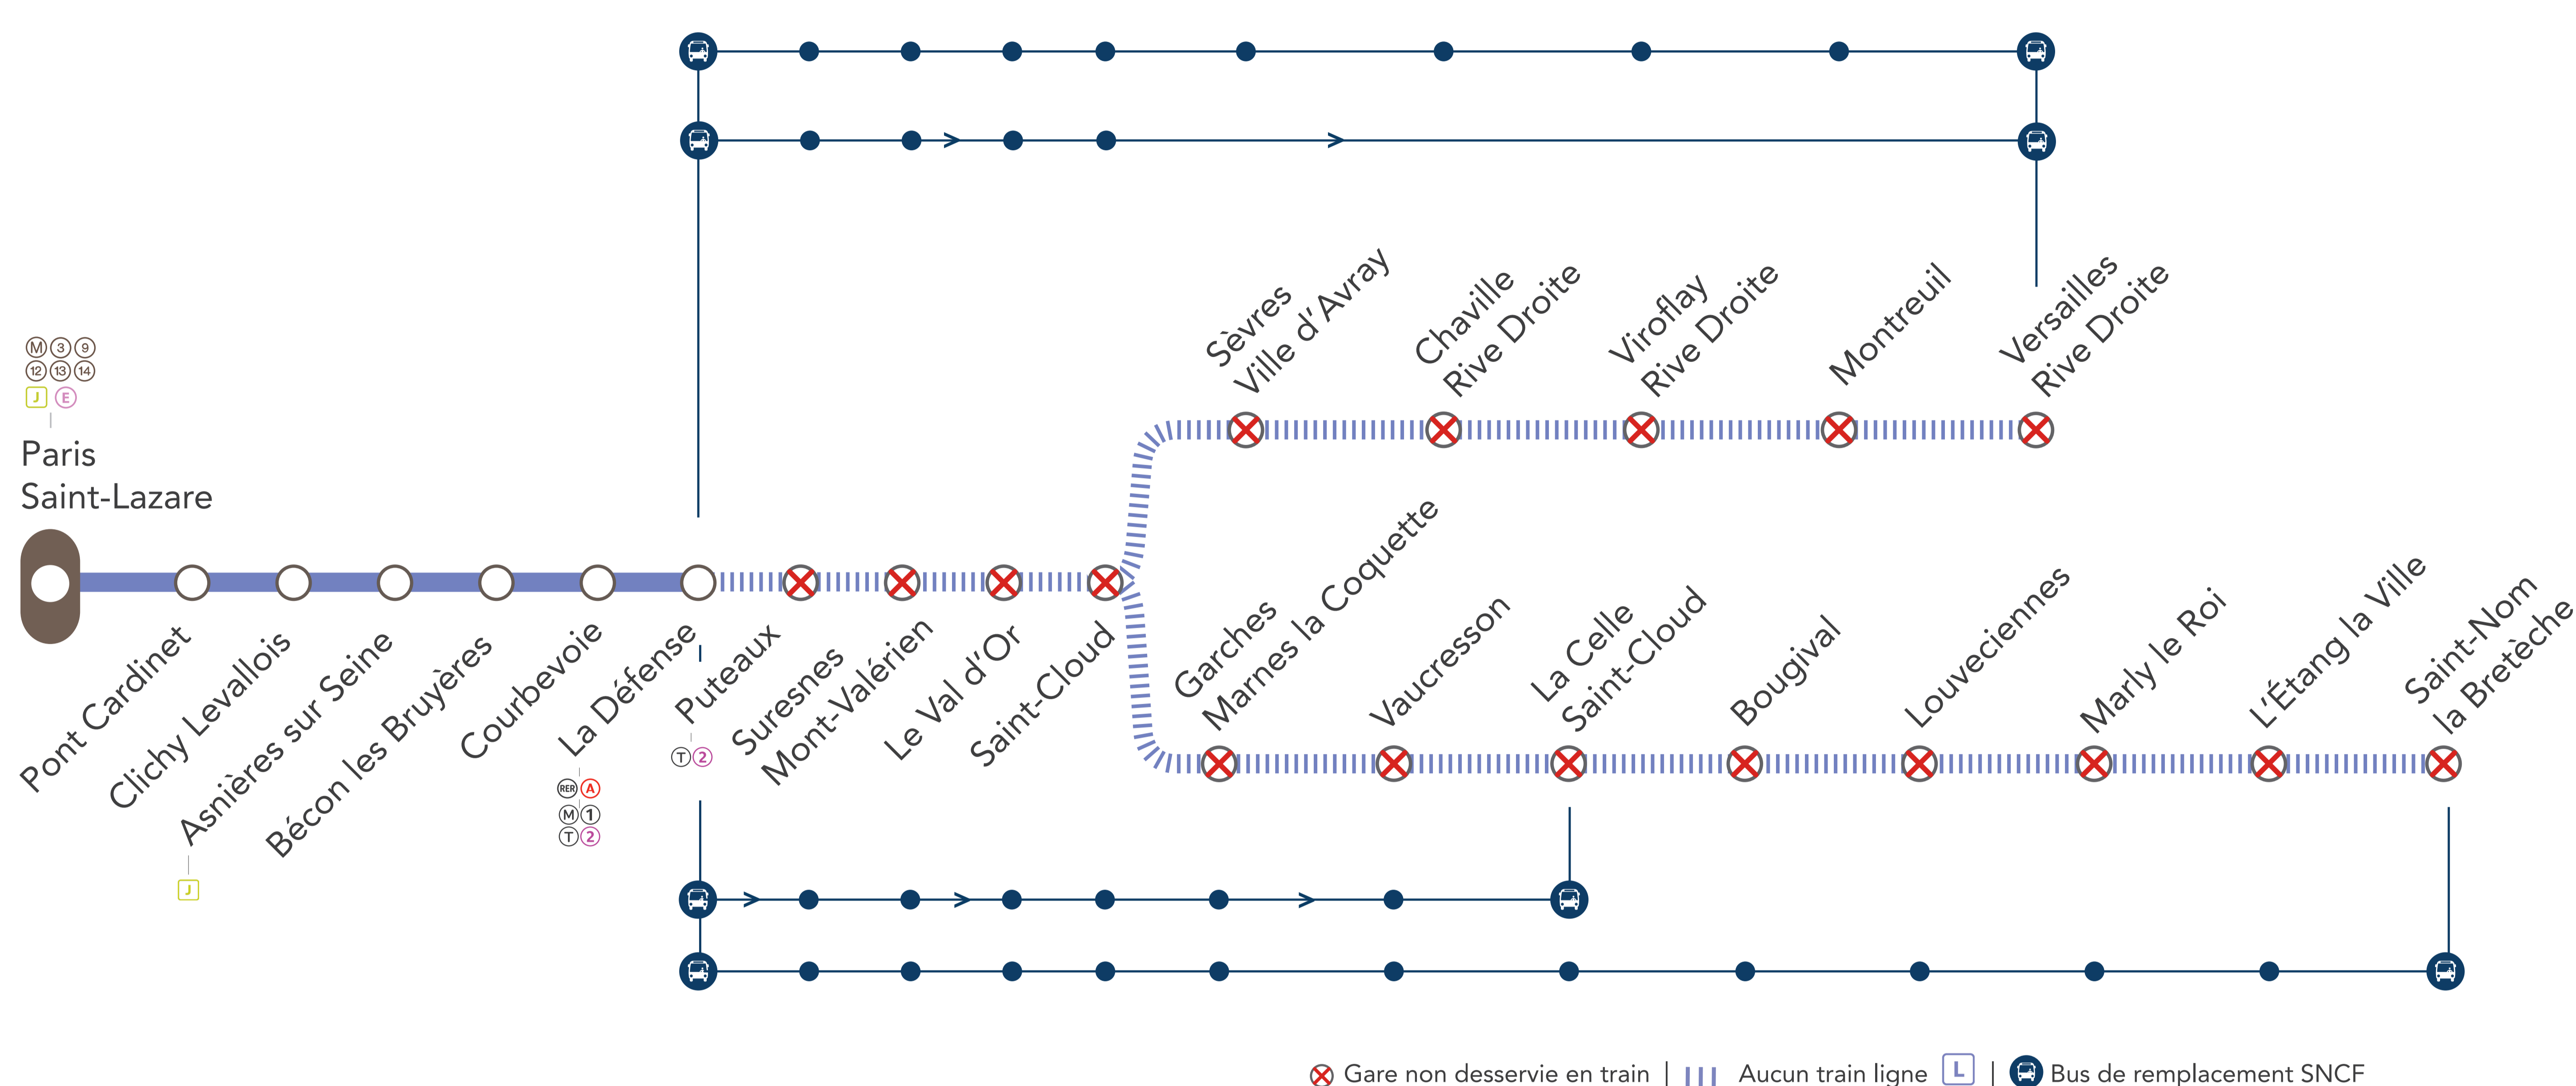 M 3 9
12 13 14
J E
Paris
Saint-Lazare
Pont Cardinet
Clichy Levalllois
Asnières sur Seine
J
Bécon les Bruyères
Courbevoie
La Défense
RER A
M 1
T 2
Puteaux
T 2
Suresnes
Mont-Valérien
Le Val d'Or
Saint-Cloud
Sèvres
Ville d'Avray
Chaville
Rive Droite
Viroflay
Rive Droite
Montreuil
Versailles
Rive Droite
Garches
Marnes la Coquette
Vaucresson
La Celle
Saint-Cloud
Bougival
Louveciennes
Marly le Roi
L'Étang la Ville
Saint-Nom
la Bretèche
Gare non desservie en train | Aucun train ligne L | Bus de remplacement SNCF